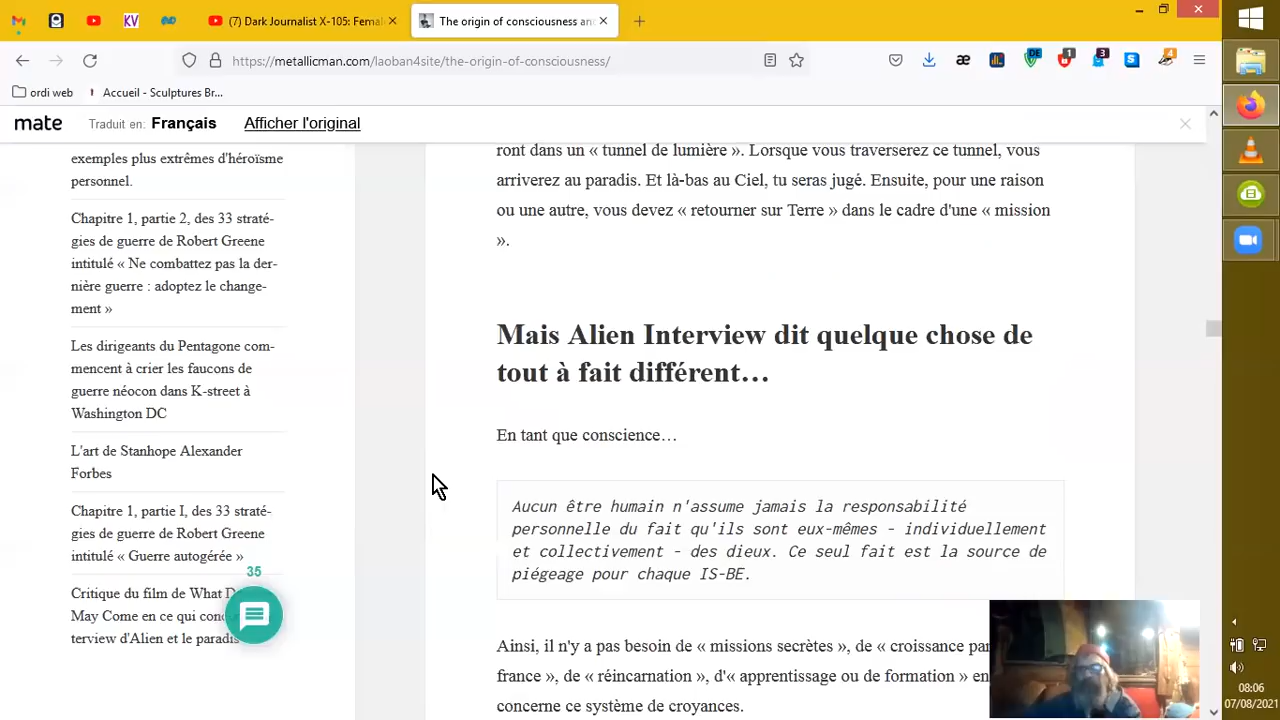 (7) Dark Journalist X-105: Fema
The origin of consciousness an
https://metallicman.com/laoban4site/the-origin-of-consciousness/
DE
1
3
4
ordi web
Accueil - Sculptures Br...
mate
Traduit en: Français
Afficher l'original
exemples plus extrêmes d'héroïsme
personnel.
Chapitre 1, partie 2, des 33 straté-
gies de guerre de Robert Greene
intitulé « Ne combattez pas la der-
nière guerre : adoptez le change-
ment »
Les dirigeants du Pentagone com-
mencent à crier les faucons de
guerre néocon dans K-street à
Washington DC
L'art de Stanhope Alexander
Forbes
Chapitre 1, partie I, des 33 straté-
gies de guerre de Robert Greene
intitulé « Guerre autogérée »
35
Critique du film de What D
May Come en ce qui con
terview d'Alien et le paradis
ront dans un « tunnel de lumière ». Lorsque vous traverserez ce tunnel, vous
arriverez au paradis. Et là-bas au Ciel, tu seras jugé. Ensuite, pour une raison
ou une autre, vous devez « retourner sur Terre » dans le cadre d'une « mission
».
Mais Alien Interview dit quelque chose de
tout à fait différent…
En tant que conscience…
Aucun être humain n'assume jamais la responsabilité
personnelle du fait qu'ils sont eux-mêmes - individuellement
et collectivement - des dieux. Ce seul fait est la source de
piégeage pour chaque IS-BE.
Ainsi, il n'y a pas besoin de « missions secrètes », de « croissance par
france », de « réincarnation », d'« apprentissage ou de formation » en
concerne ce système de croyances.
08:06
07/08/2021